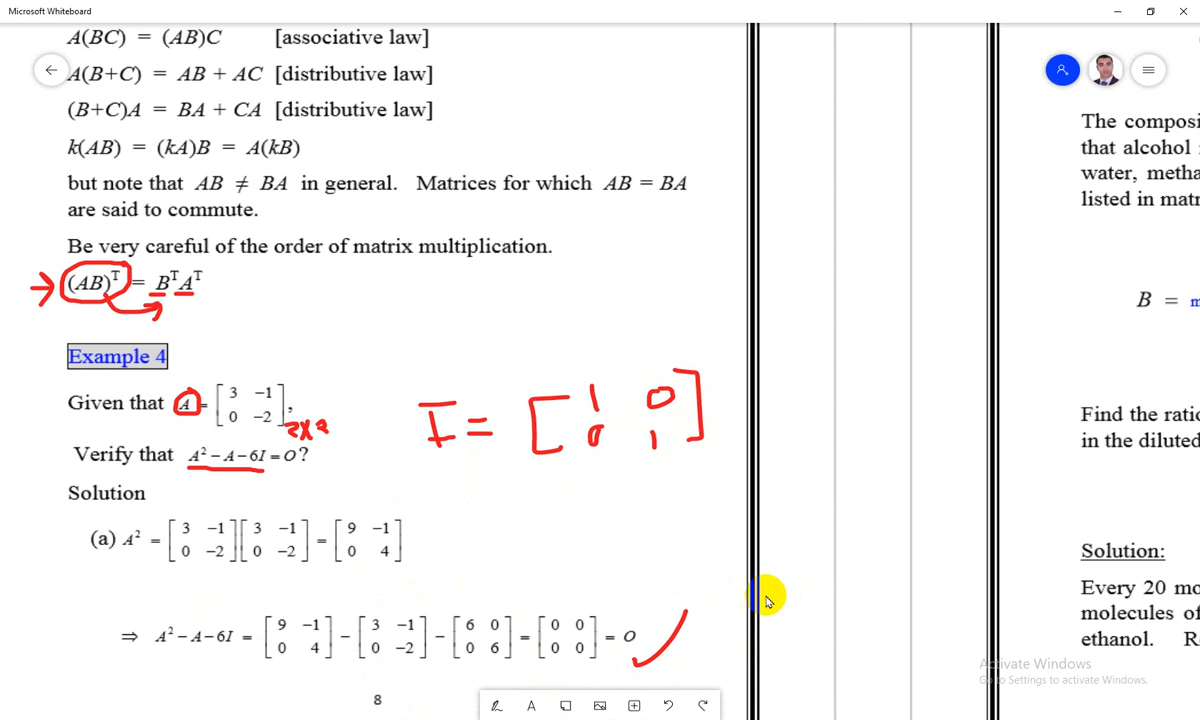 Microsoft Whiteboard
A(BC) = (AB)C [associative law]
A(B+C) = AB + AC [distributive law]
(B+C)A = BA + CA [distributive law]
k(AB) = (kA)B = A(kB)
but note that AB ≠ BA in general. Matrices for which AB = BA
are said to commute.
Be very careful of the order of matrix multiplication.
(AB)ᵀ = BᵀAᵀ
Example 4
Given that A = [3 -1; 0 -2],
2x2
I = [1 0; 0 1]
Verify that A² – A – 6I = O?
Solution
(a) A² = [3 -1; 0 -2][3 -1; 0 -2] = [9 -1; 0 4]
⇒ A² – A – 6I = [9 -1; 0 4] – [3 -1; 0 -2] – [6 0; 0 6] = [0 0; 0 0] = O
8
A
The composi
that alcohol
water, metha
listed in matr
B = m
Find the ratio
in the diluted
Solution:
Every 20 mo
molecules of
ethanol. R
Activate Windows
Go to Settings to activate Windows.